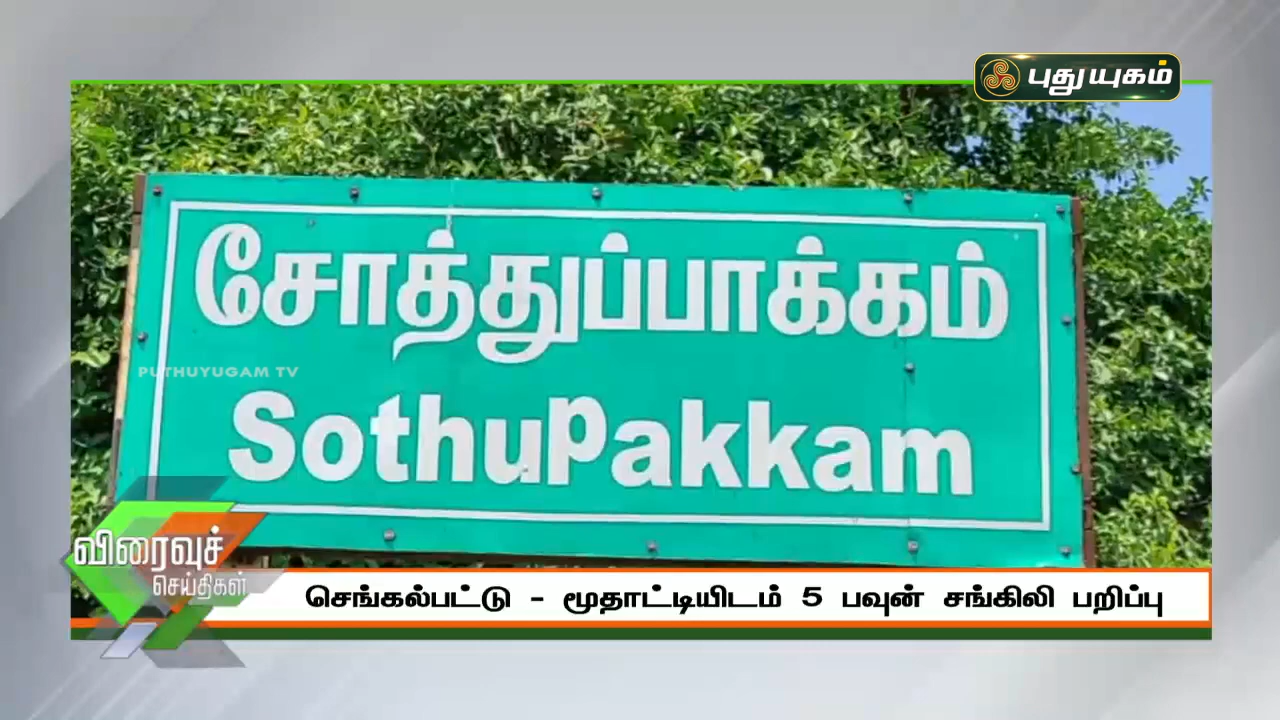 புதுயுகம்
சோத்துப்பாக்கம்
PUTHUYUGAM TV
Sothupakkam
விரைவுச்
செய்திகள்
செங்கல்பட்டு - மூதாட்டியிடம் 5 பவுன் சங்கிலி பறிப்பு